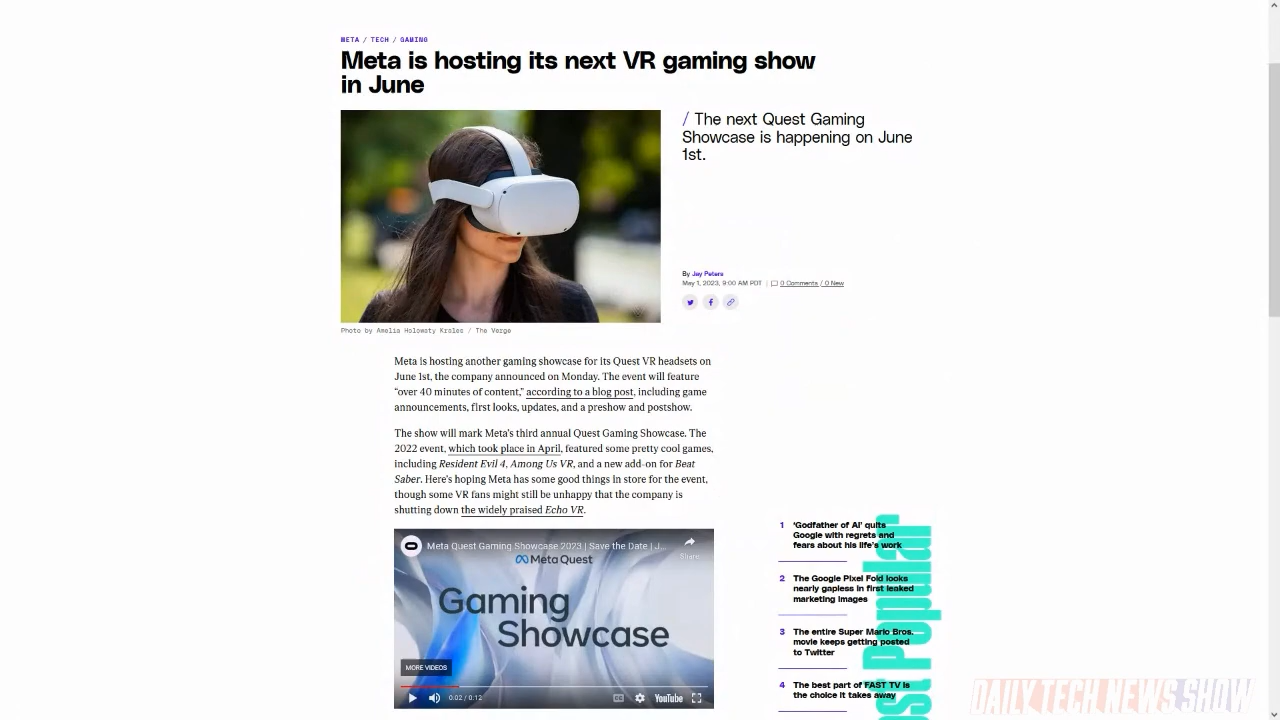 META / TECH / GAMING
Meta is hosting its next VR gaming show
in June
/ The next Quest Gaming
Showcase is happening on June
1st.
By Jay Peters
May 1, 2023, 9:00 AM PDT | 0 Comments / 0 New
Photo by Amelia Holowaty Krales / The Verge
Meta is hosting another gaming showcase for its Quest VR headsets on
June 1st, the company announced on Monday. The event will feature
“over 40 minutes of content,” according to a blog post, including game
announcements, first looks, updates, and a preshow and postshow.
The show will mark Meta’s third annual Quest Gaming Showcase. The
2022 event, which took place in April, featured some pretty cool games,
including Resident Evil 4, Among Us VR, and a new add-on for Beat
Saber. Here’s hoping Meta has some good things in store for the event,
though some VR fans might still be unhappy that the company is
shutting down the widely praised Echo VR.
Meta Quest Gaming Showcase 2023 | Save the Date | J...
Share
Meta Quest
Gaming
Showcase
MORE VIDEOS
0:02 / 0:12
CC
YouTube
st Popular
1 ‘Godfather of AI’ quits
Google with regrets and
fears about his life’s work
2 The Google Pixel Fold looks
nearly gapless in first leaked
marketing images
3 The entire Super Mario Bros.
movie keeps getting posted
to Twitter
4 The best part of FAST TV is
the choice it takes away
DAILY TECH NEWS SHOW